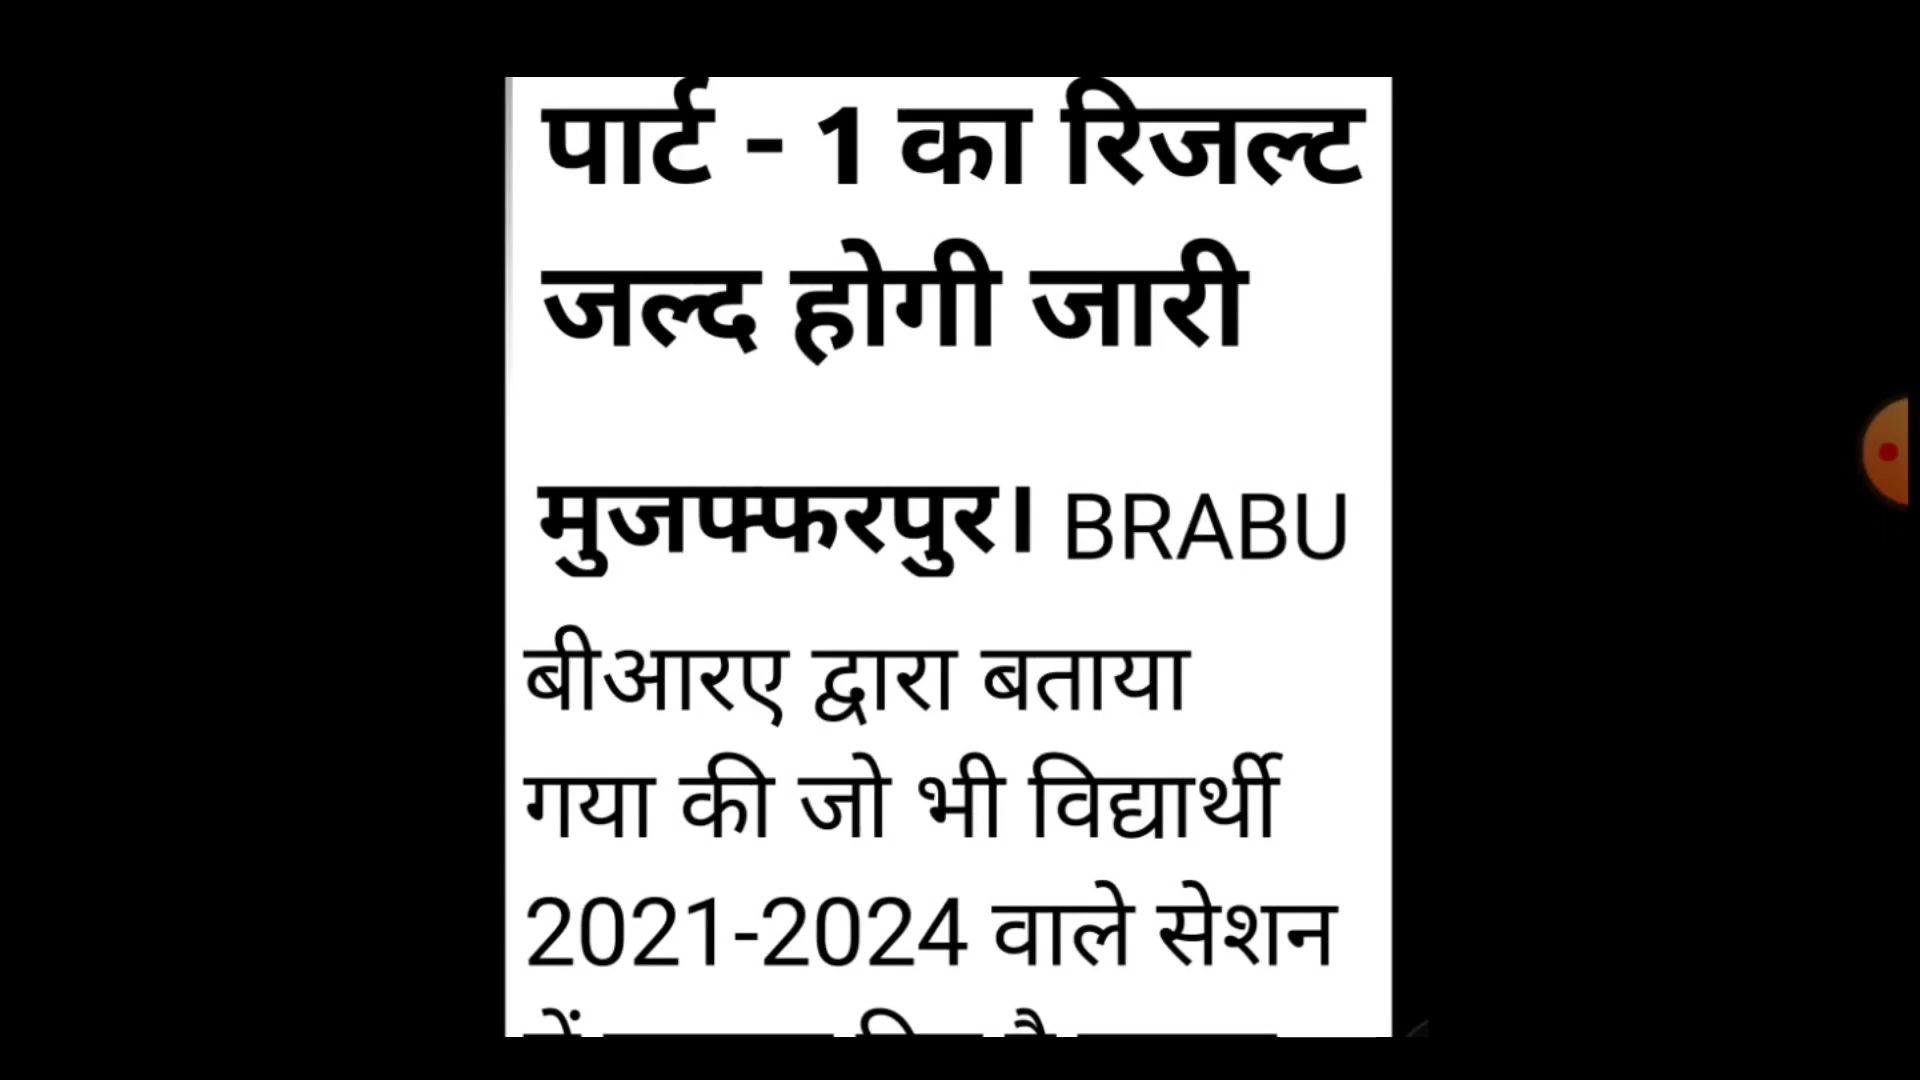 पार्ट - 1 का रिजल्ट
जल्द होगी जारी
मुजफ्फरपुर। BRABU
बीआरए द्वारा बताया
गया की जो भी विद्यार्थी
2021-2024 वाले सेशन